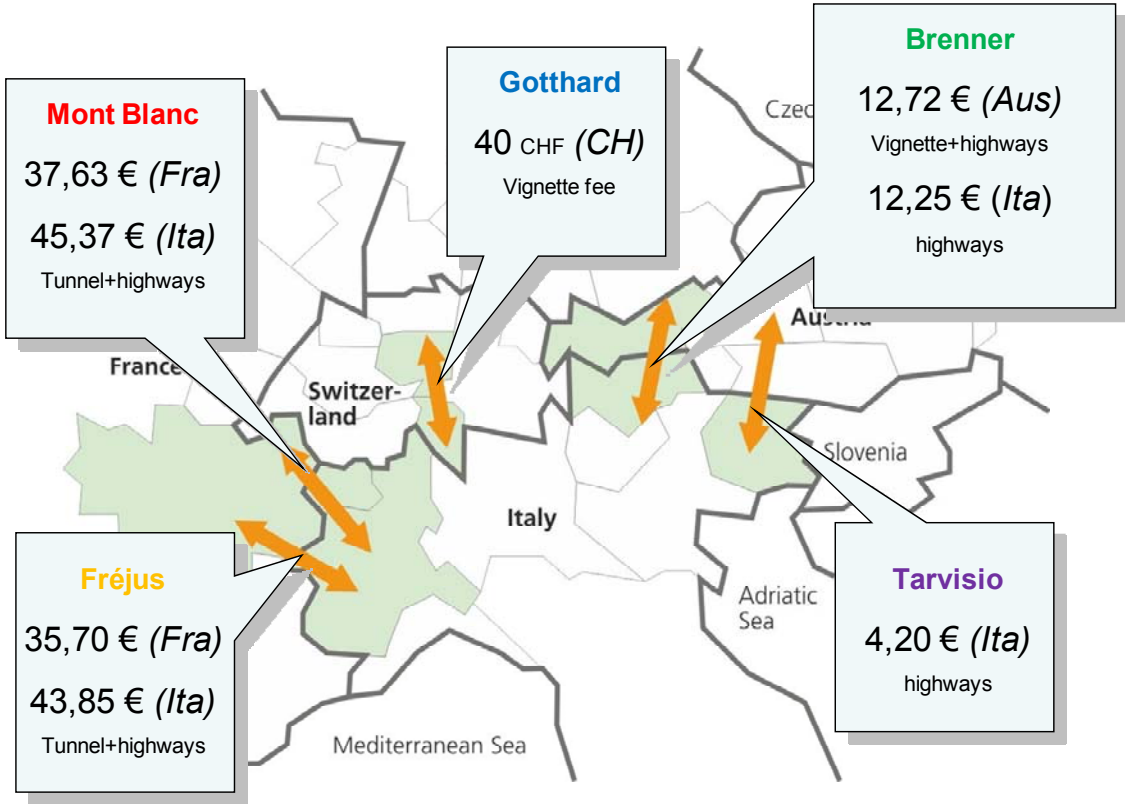 Mont Blanc
37,63 € (Fra)
45,37 € (Ita)
Tunnel+highways
Gotthard
40 CHF (CH)
Vignette fee
Brenner
12,72 € (Aus)
Vignette+highways
12,25 € (Ita)
highways
Czec
Austria
France
Switzer-
land
Slovenia
Italy
Adriatic
Sea
Mediterranean Sea
Fréjus
35,70 € (Fra)
43,85 € (Ita)
Tunnel+highways
Tarvisio
4,20 € (Ita)
highways